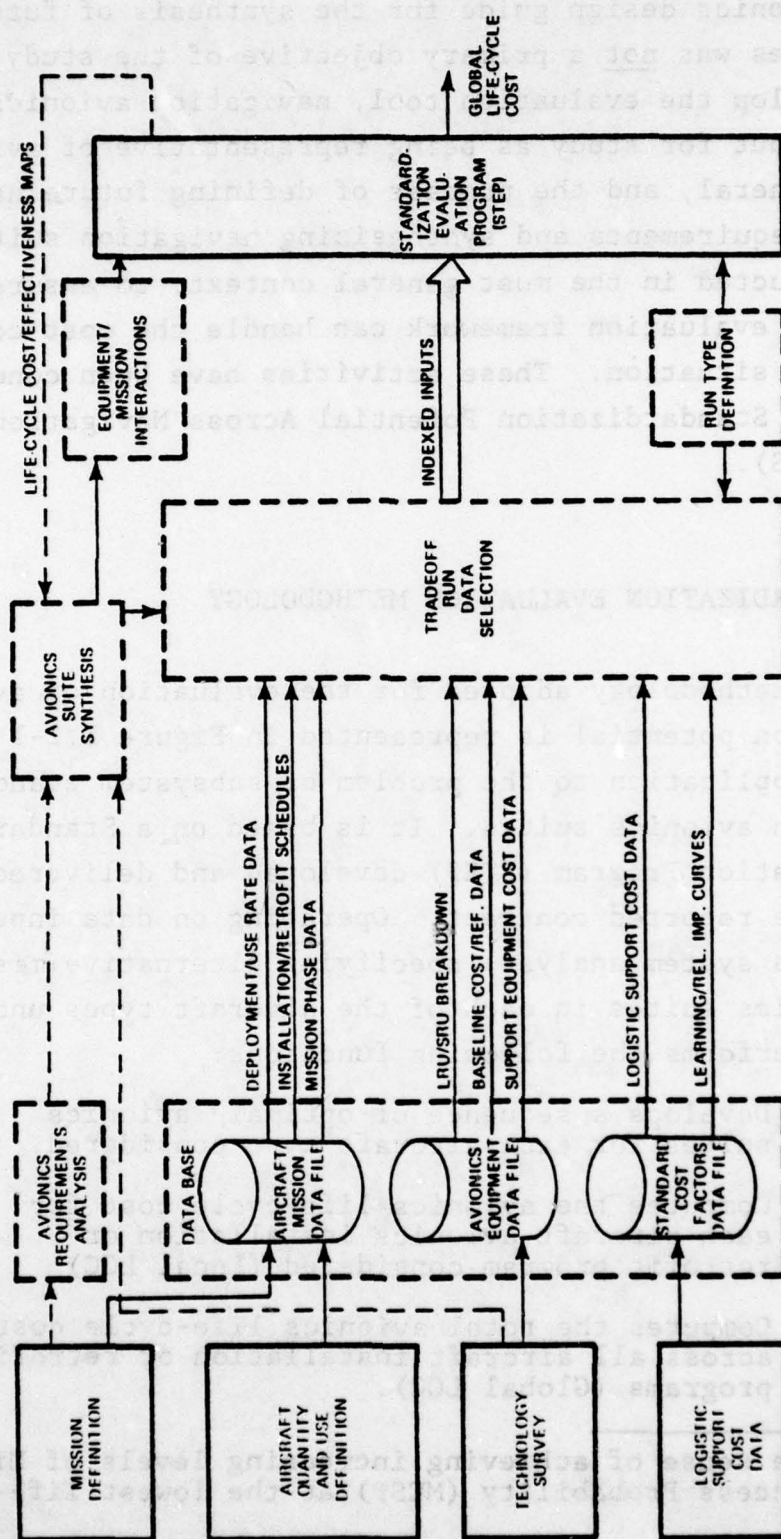 MISSION
DEFINITION
AIRCRAFT
QUANTITY
AND USE
DEFINITION
TECHNOLOGY
SURVEY
LOGISTIC
SUPPORT
COST
DATA
AVIONICS
REQUIREMENTS
ANALYSIS
DATA BASE
AIRCRAFT/
MISSION
DATA FILE
AVIONICS
EQUIPMENT
DATA FILE
STANDARD
COST
FACTORS
DATA FILE
DEPLOYMENT/USE RATE DATA
INSTALLATION/RETROFIT SCHEDULES
MISSION/PHASE DATA
LRU/SRU BREAKDOWN
BASELINE COST//REL. DATA
SUPPORT EQUIPMENT COST DATA
LOGISTIC SUPPORT/COST DATA
LEARNING/REL. IMP. CURVES
AVIONICS
SUITE
SYNTHESIS
TRADEOFF
RUN
DATA
SELECTION
LIFE-CYCLE COST EFFECTIVENESS MAPS
EQUIPMENT/
MISSION
INTERACTIONS
INDEXED INPUTS
RUN TYPE
DEFINITION
STANDARD-
IZATION
EVALU-
ATION
PROGRAM
(STEP)
GLOBAL
LIFE-CYCLE
COST